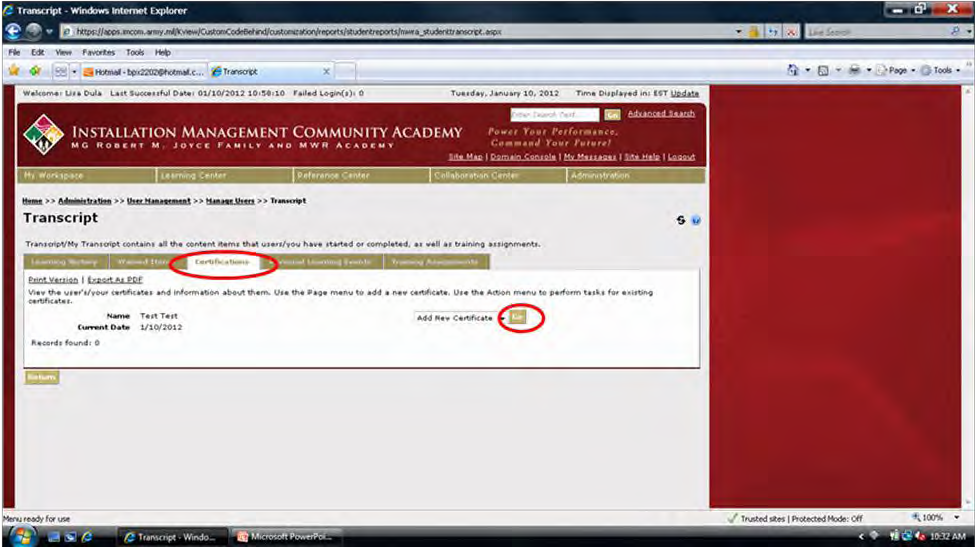 Transcript - Windows Internet Explorer
https://apps.imcom.army.mil/Kview/CustomCodeBehind/customization/reports/studentreports/mwra_studenttranscript.aspx
Live Search
File Edit View Favorites Tools Help
Hotmail - bpix2202@hotmail.c... Transcript
Page Tools
Welcome: Lisa Dula Last Successful Date: 01/10/2012 10:58:10 Failed Login(s): 0 Tuesday, January 10, 2012 Time Displayed in: EST Update
Enter Search Text Go Advanced Search
INSTALLATION MANAGEMENT COMMUNITY ACADEMY
MG ROBERT M. JOYCE FAMILY AND MWR ACADEMY
Power Your Performance,
Command Your Future!
Site Map | Domain Console | My Messages | Site Help | Logout
My Workspace Learning Center Reference Center Collaboration Center Administration
Home >> Administration >> User Management >> Manage Users >> Transcript
Transcript
Transcript/My Transcript contains all the content items that users/you have started or completed, as well as training assignments.
Learning History Waived Items Certifications Learning Events Training Assignments
Print Version | Export As PDF
View the user's/your certificates and information about them. Use the Page menu to add a new certificate. Use the Action menu to perform tasks for existing
certificates.
Name Test Test
Add New Certificate Go
Current Date 1/10/2012
Records found: 0
Return
Menu ready for use
Trusted sites | Protected Mode: Off 100%
Transcript - Windo... Microsoft PowerPoi... 10:32 AM